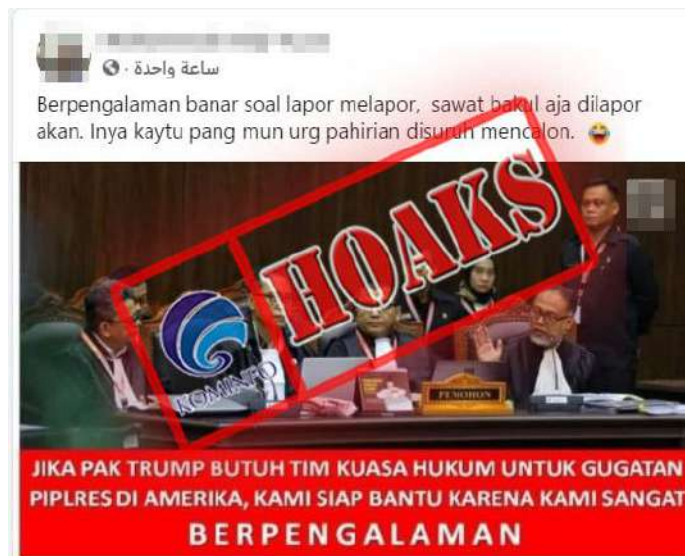 ساعة واحدة ·
Berpengalaman banar soal lapor melapor, sawat bakul aja dilapor
akan. Inya kaytu pang mun urg pahirian disuruh mencalon. 😂
HOAKS
KOMINFO
PEMOHON
JIKA PAK TRUMP BUTUH TIM KUASA HUKUM UNTUK GUGATAN
PIPLRES DI AMERIKA, KAMI SIAP BANTU KARENA KAMI SANGAT
BERPENGALAMAN